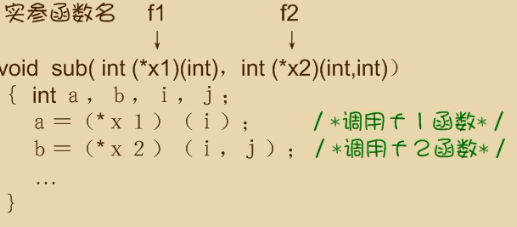 实参函数名 f1 f2
↓ ↓
void sub( int (*x1)(int)，int (*x2)(int,int)）
{ int a , b , i , j ;
a = (* x 1 ) ( i ) ; /*调用f1函数*/
b = (* x 2 ) ( i , j ) ; /*调用f2函数*/
...
}